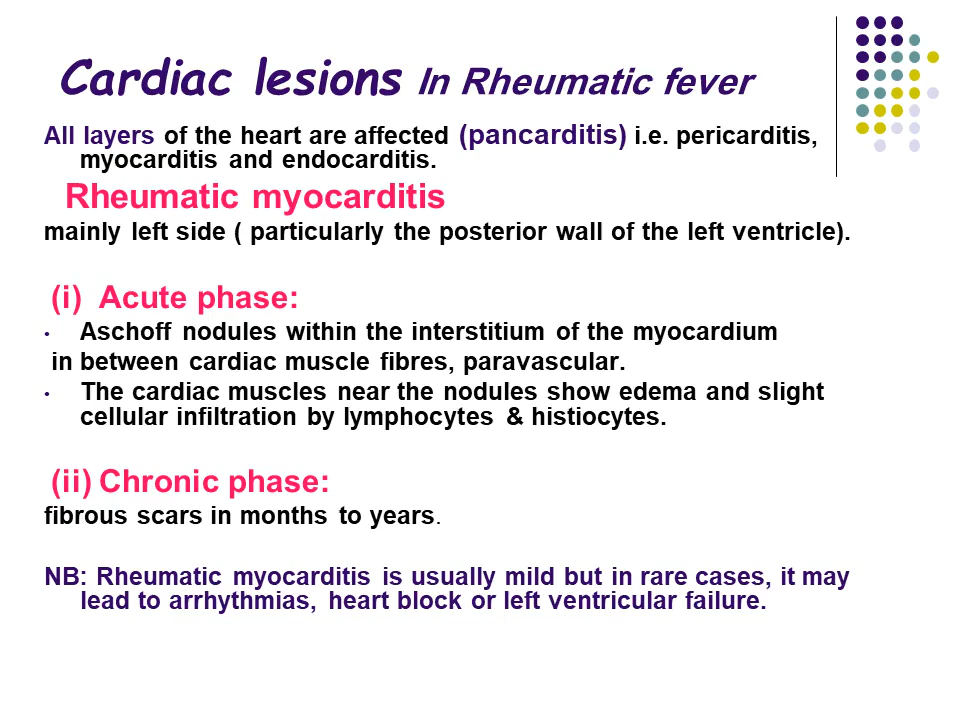 Cardiac lesions In Rheumatic fever
All layers of the heart are affected (pancarditis) i.e. pericarditis,
myocarditis and endocarditis.
Rheumatic myocarditis
mainly left side ( particularly the posterior wall of the left ventricle).
(i) Acute phase:
• Aschoff nodules within the interstitium of the myocardium
in between cardiac muscle fibres, paravascular.
• The cardiac muscles near the nodules show edema and slight
cellular infiltration by lymphocytes & histiocytes.
(ii) Chronic phase:
fibrous scars in months to years.
NB: Rheumatic myocarditis is usually mild but in rare cases, it may
lead to arrhythmias, heart block or left ventricular failure.